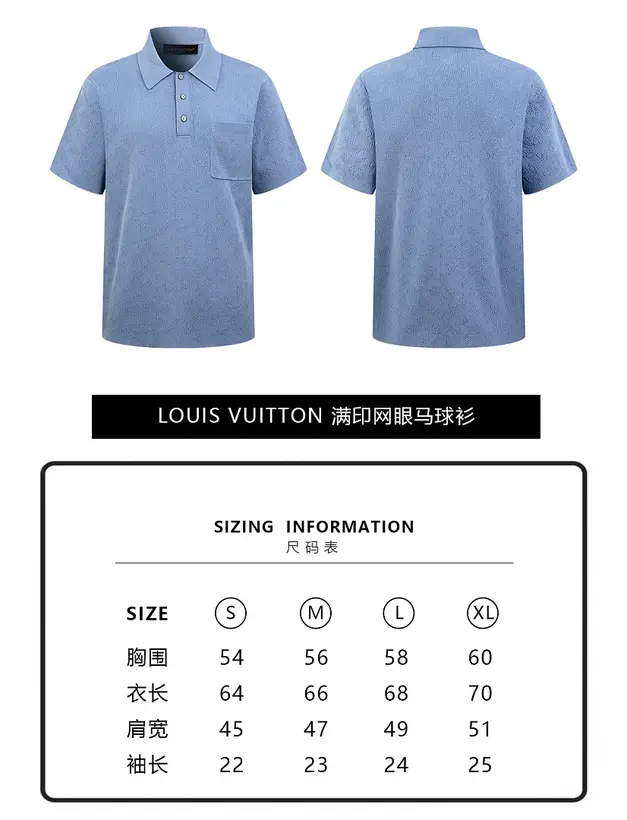 LOUIS VUITTON 满印网眼马球衫
SIZING INFORMATION
尺码表
SIZE S M L XL
胸围 54 56 58 60
衣长 64 66 68 70
肩宽 45 47 49 51
袖长 22 23 24 25